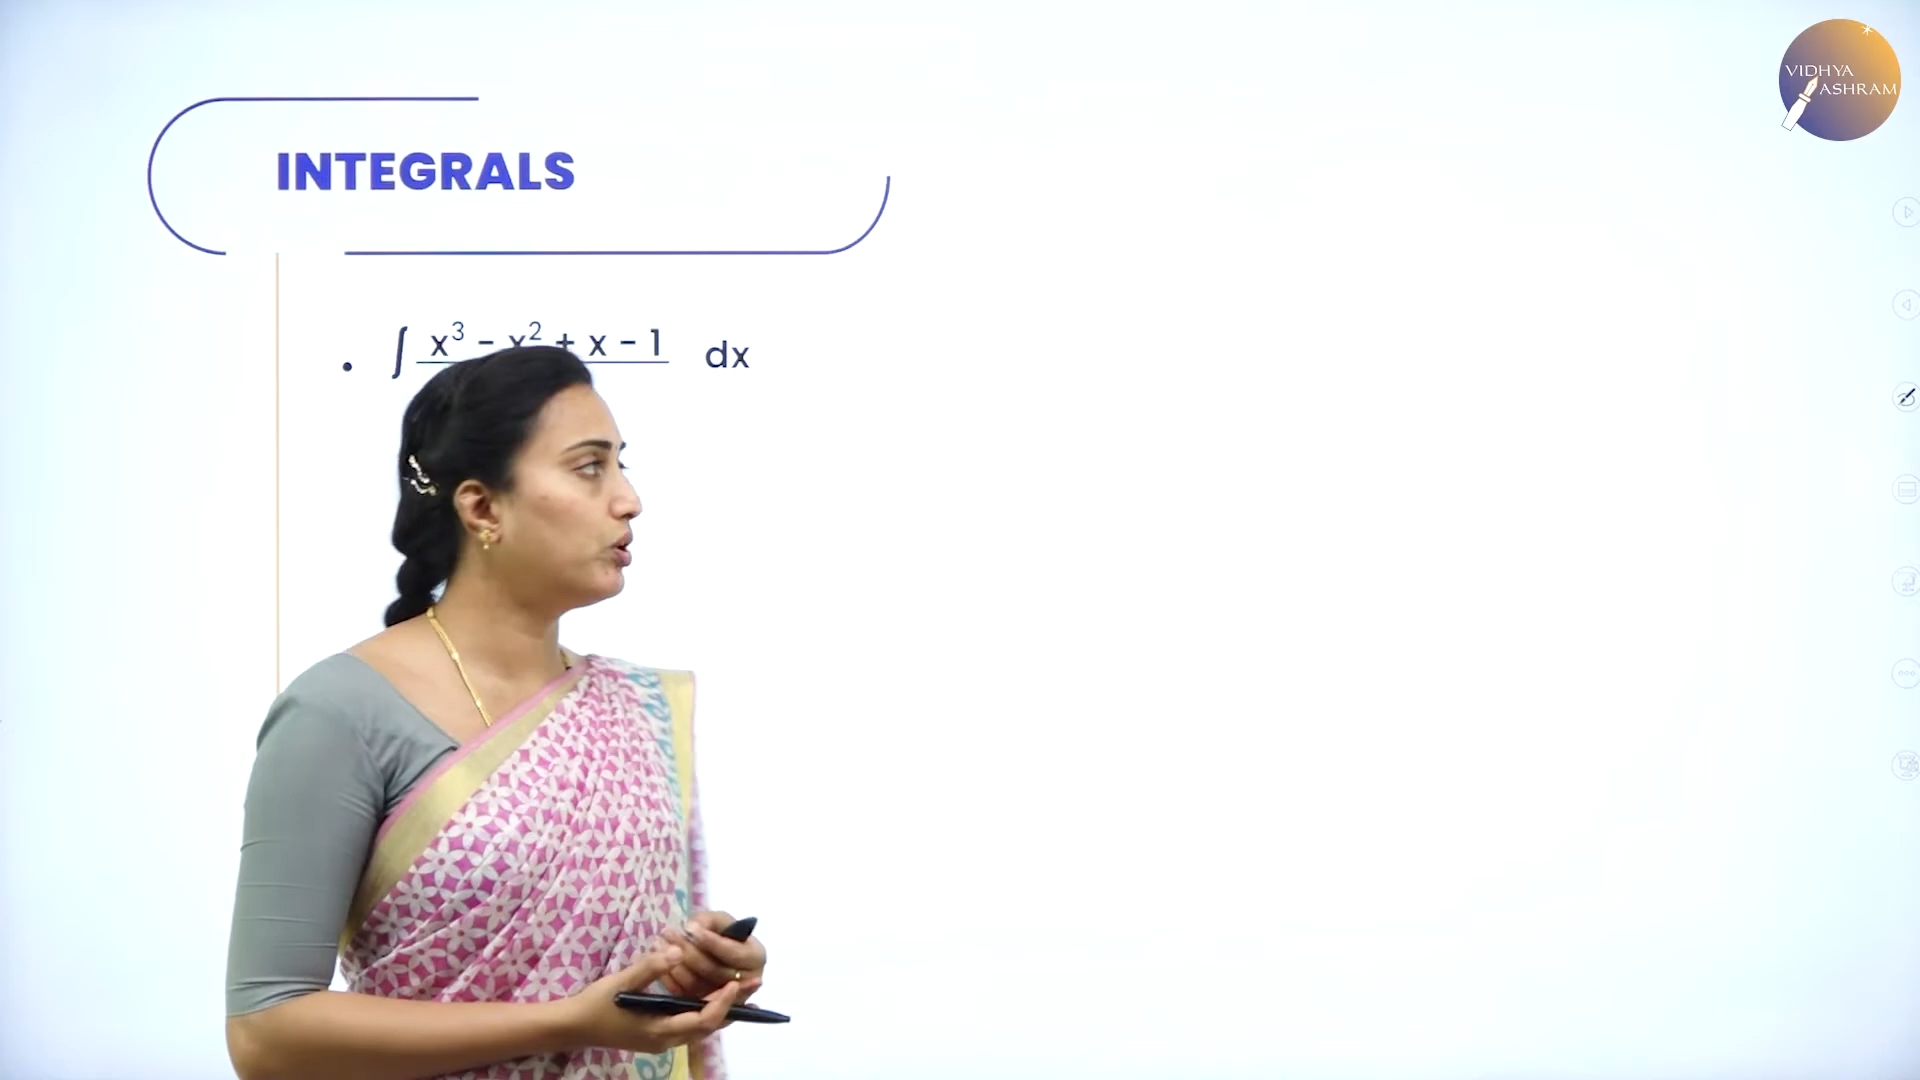 VIDHYA
ASHRAM
INTEGRALS
• ∫ x³ - x² + x - 1 dx